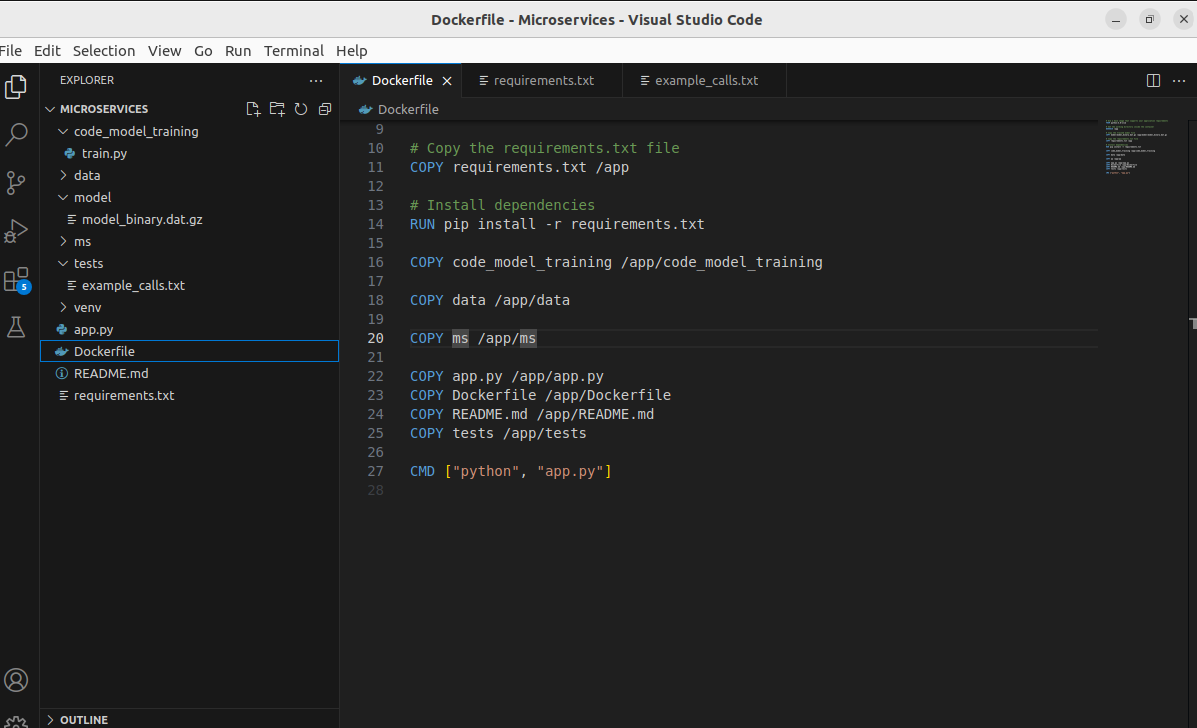 Dockerfile - Microservices - Visual Studio Code
File Edit Selection View Go Run Terminal Help
EXPLORER
MICROSERVICES
code_model_training
train.py
data
model
model_binary.dat.gz
ms
tests
example_calls.txt
venv
app.py
Dockerfile
README.md
requirements.txt
OUTLINE
5
Dockerfile requirements.txt example_calls.txt
Dockerfile
9
10 # Copy the requirements.txt file
11 COPY requirements.txt /app
12
13 # Install dependencies
14 RUN pip install -r requirements.txt
15
16 COPY code_model_training /app/code_model_training
17
18 COPY data /app/data
19
20 COPY ms /app/ms
21
22 COPY app.py /app/app.py
23 COPY Dockerfile /app/Dockerfile
24 COPY README.md /app/README.md
25 COPY tests /app/tests
26
27 CMD ["python", "app.py"]
28